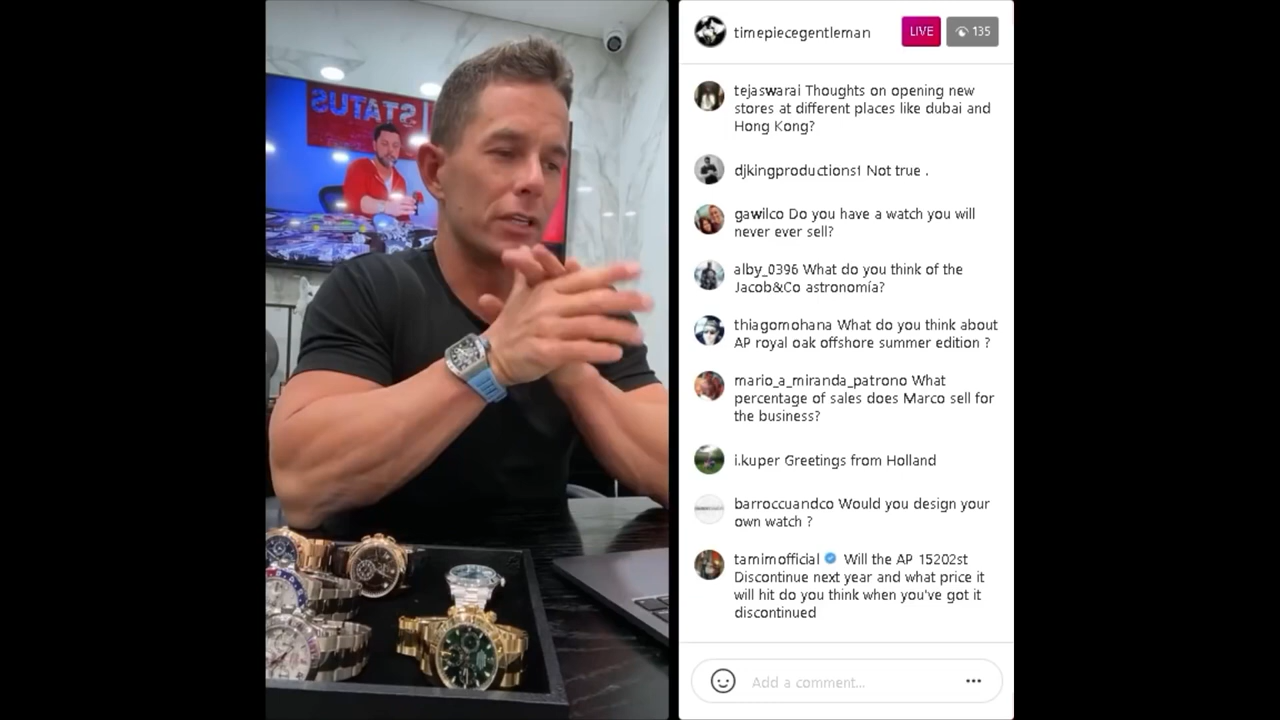 STATUS
timepiecegentleman LIVE 135
tejaswarai Thoughts on opening new
stores at different places like dubai and
Hong Kong?
djkingproductions1 Not true .
gawilco Do you have a watch you will
never ever sell?
alby_0396 What do you think of the
Jacob&Co astronomía?
thiagomohana What do you think about
AP royal oak offshore summer edition ?
mario_a_miranda_patrono What
percentage of sales does Marco sell for
the business?
i.kuper Greetings from Holland
barroccuandco Would you design your
own watch ?
tamimofficial Will the AP 15202st
Discontinue next year and what price it
will hit do you think when you've got it
discontinued
Add a comment...